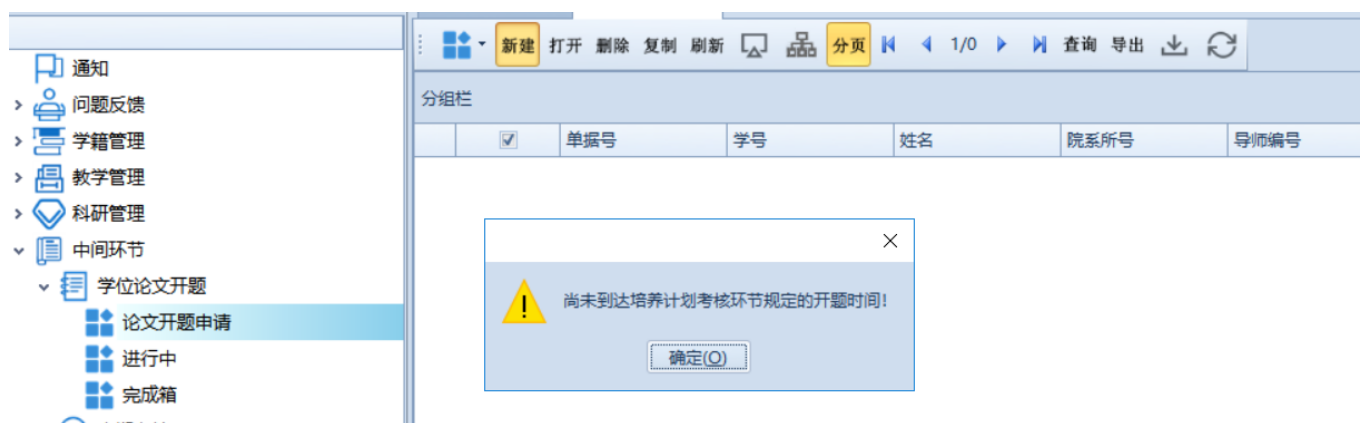 新建 打开 删除 复制 刷新 分页 1/0 查询 导出
通知
问题反馈
学籍管理
教学管理
科研管理
中间环节
学位论文开题
论文开题申请
进行中
完成箱
分组栏
单据号 学号 姓名 院系所号 导师编号
尚未到达培养计划考核环节规定的开题时间!
确定(O)